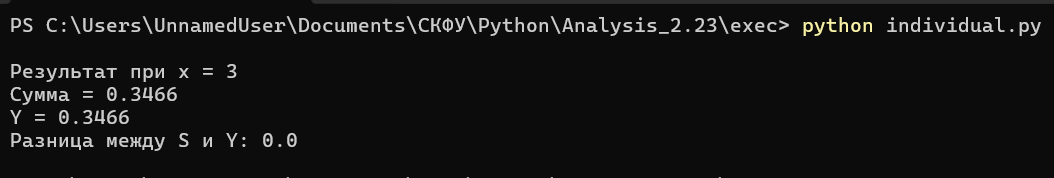 PS C:\Users\UnnamedUser\Documents\СКФУ\Python\Analysis_2.23\exec> python individual.py
Результат при x = 3
Сумма = 0.3466
Y = 0.3466
Разница между S и Y: 0.0